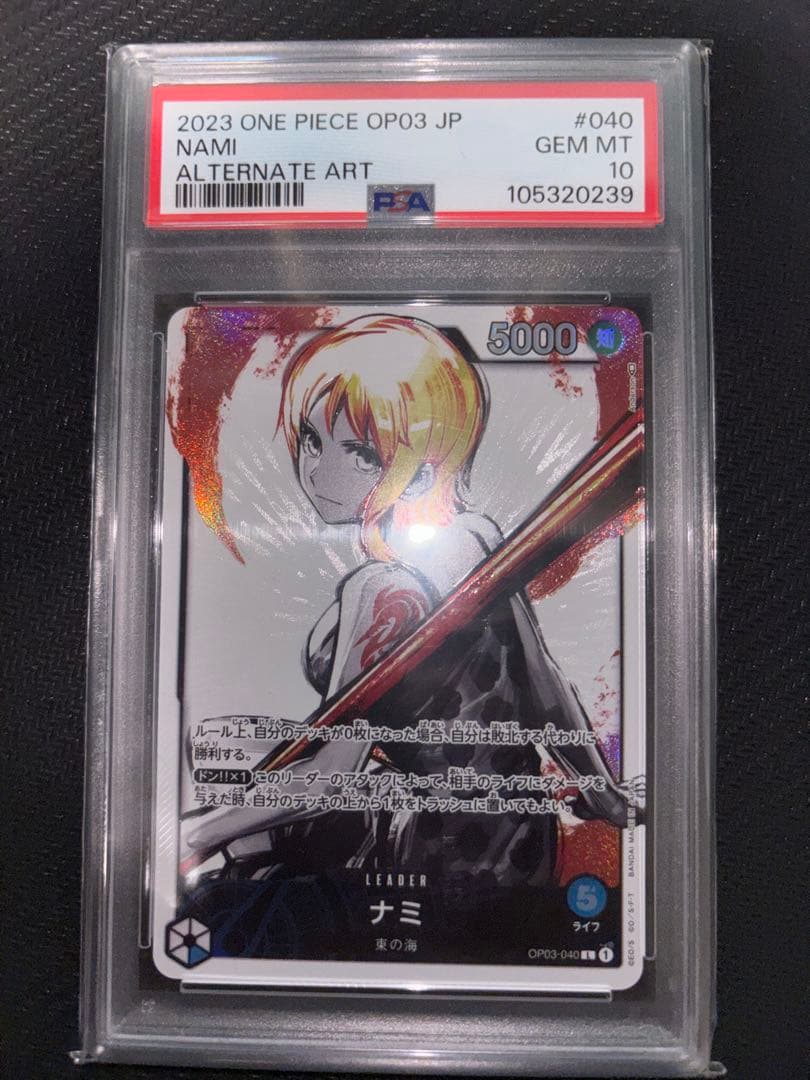 2023 ONE PIECE OP03 JP #040
NAMI GEM MT
ALTERNATE ART 10
PSA 105320239
5000 知
Anderson
ルール上、自分のデッキが0枚になった場合、自分は敗北する代わりに
勝利する。
ドン!!×1 このリーダーのアタックによって、相手のライフにダメージを
与えた時、自分のデッキの上から1枚をトラッシュに置いてもよい。
LEADER
ナミ
東の海
5
ライフ
OP03-040 L 1